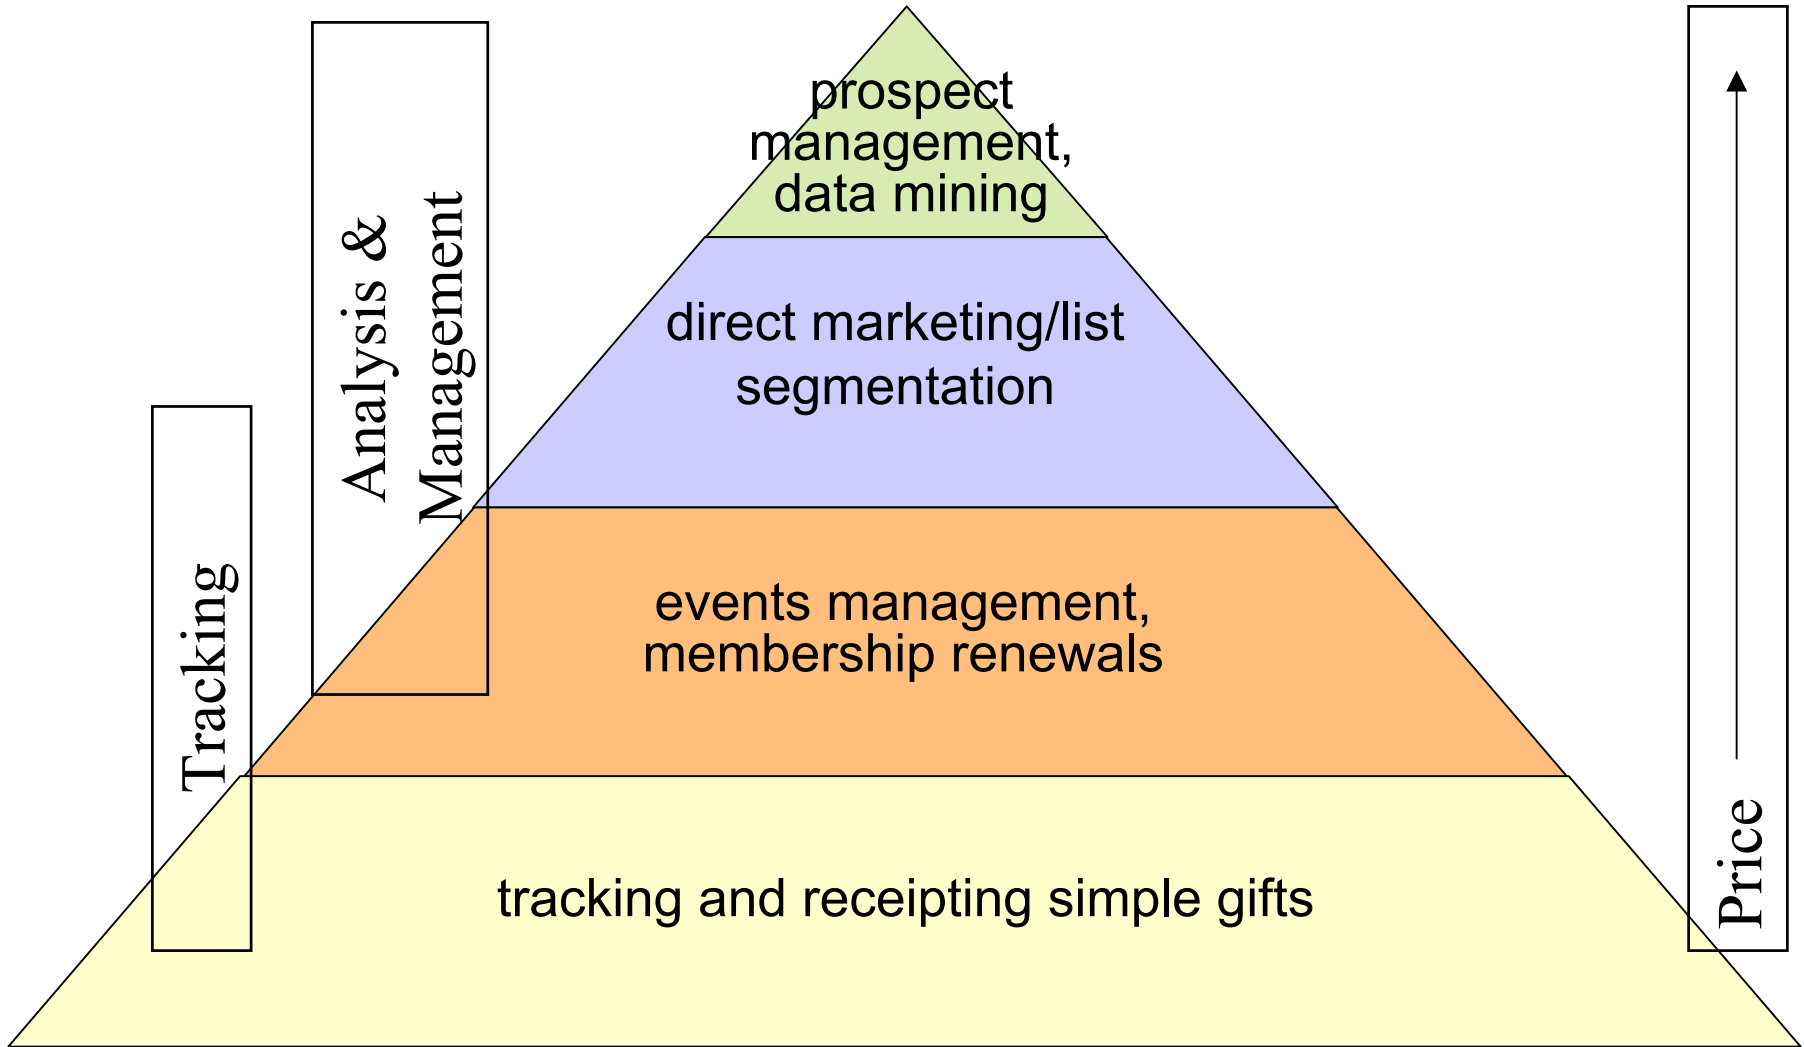 prospect
management,
data mining
direct marketing/list
segmentation
events management,
membership renewals
tracking and receipting simple gifts
Analysis &
Management
Tracking
Price